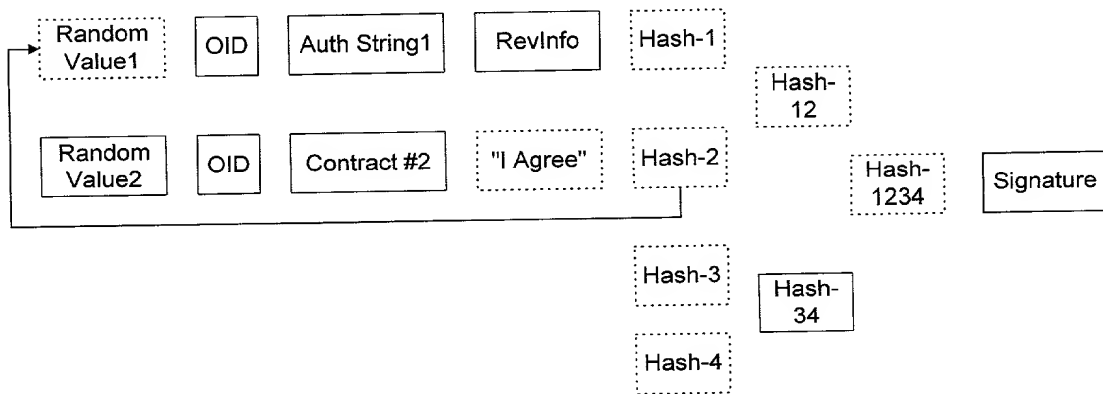 Random
Value1
OID
Auth String1
RevInfo
Hash-1
Hash-
12
Random
Value2
OID
Contract #2
"I Agree"
Hash-2
Hash-
1234
Signature
Hash-3
Hash-
34
Hash-4